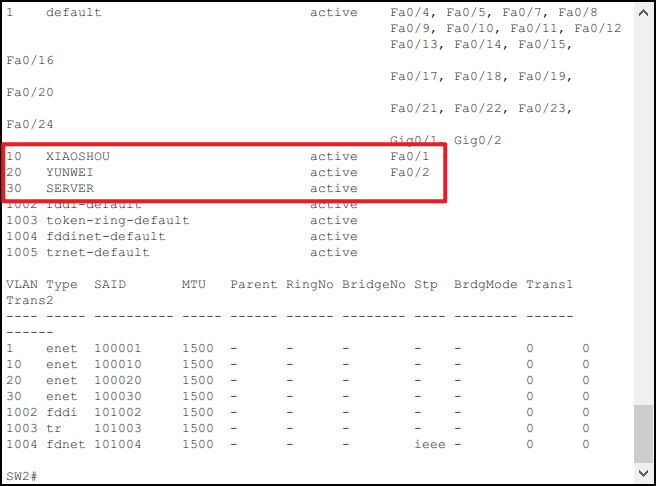 1    default                          active    Fa0/4, Fa0/5, Fa0/7, Fa0/8
                                                Fa0/9, Fa0/10, Fa0/11, Fa0/12
                                                Fa0/13, Fa0/14, Fa0/15,
Fa0/16
                                                Fa0/17, Fa0/18, Fa0/19,
Fa0/20
                                                Fa0/21, Fa0/22, Fa0/23,
Fa0/24
                                                Gig0/1, Gig0/2
10   XIAOSHOU                         active    Fa0/1
20   YUNWEI                           active    Fa0/2
30   SERVER                           active
1002 fddi-default                     active
1003 token-ring-default               active
1004 fddinet-default                  active
1005 trnet-default                    active
VLAN Type  SAID       MTU   Parent RingNo BridgeNo Stp  BrdgMode Trans1
Trans2
---- ----- ---------- ----- ------ ------ -------- ---- -------- ------
------
1    enet  100001     1500  -      -      -        -    -        0      0
10   enet  100010     1500  -      -      -        -    -        0      0
20   enet  100020     1500  -      -      -        -    -        0      0
30   enet  100030     1500  -      -      -        -    -        0      0
1002 fddi  101002     1500  -      -      -        -    -        0      0
1003 tr    101003     1500  -      -      -        -    -        0      0
1004 fdnet 101004     1500  -      -      -        ieee -        0      0
SW2#